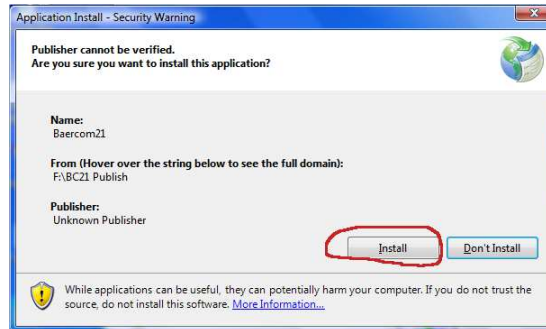 Application Install - Security Warning
Publisher cannot be verified.
Are you sure you want to install this application?
Name:
Baercom21
From (Hover over the string below to see the full domain):
F:\BC21 Publish
Publisher:
Unknown Publisher
Install
Don't Install
While applications can be useful, they can potentially harm your computer. If you do not trust the
source, do not install this software. More Information...